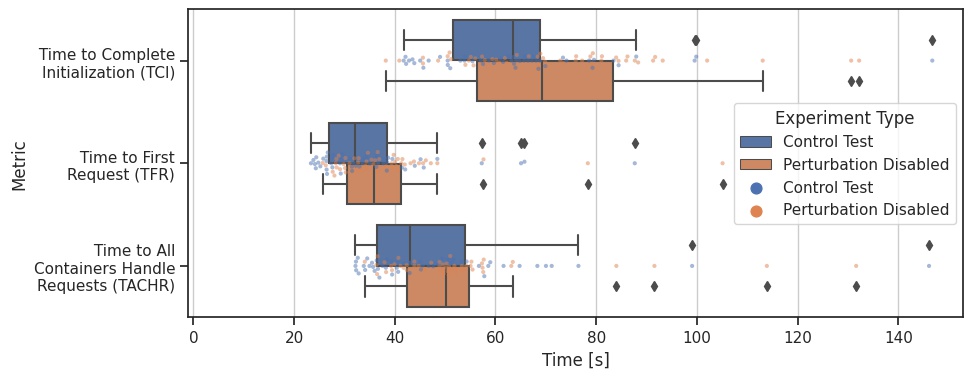 Metric
Time to Complete
Initialization (TCI)
Time to First
Request (TFR)
Time to All
Containers Handle
Requests (TACHR)
Experiment Type
Control Test
Perturbation Disabled
Control Test
Perturbation Disabled
0 20 40 60 80 100 120 140
Time [s]